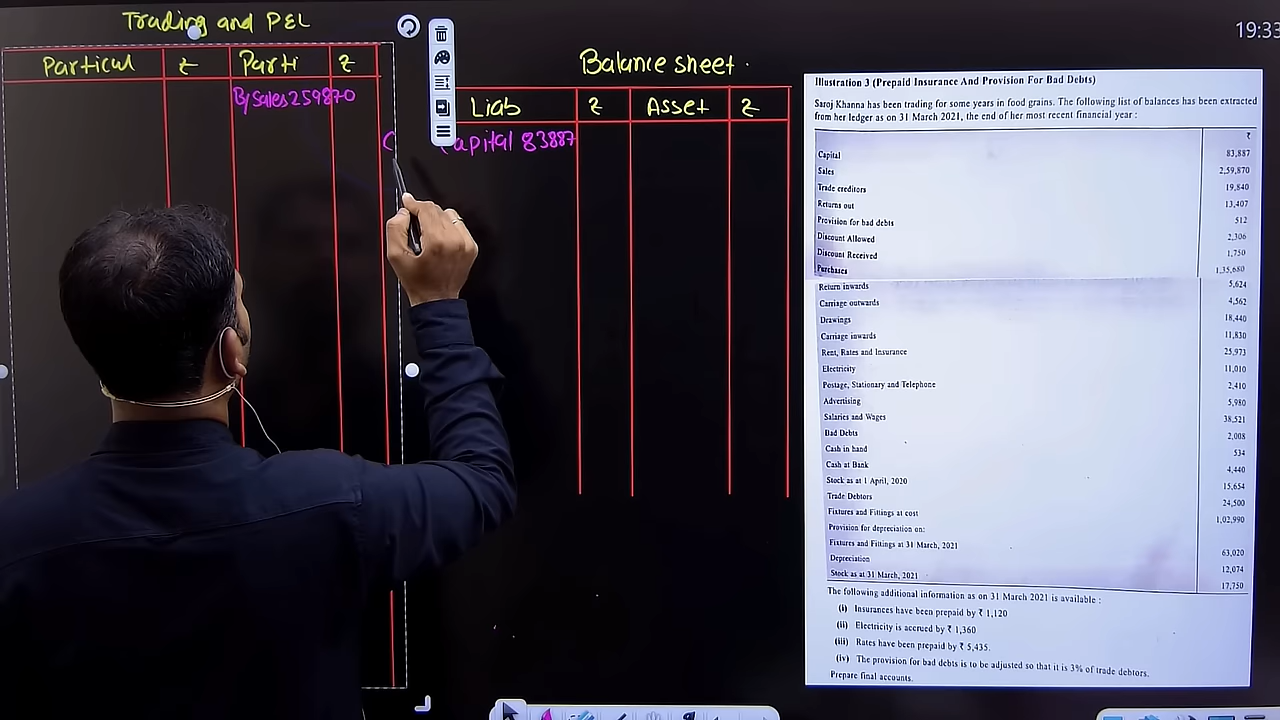 Trading and P&L
Particul ₹ Parti ₹
By Sales 259870
19:33
Balance sheet.
Liab ₹ Asset ₹
Capital 83887
Illustration 3 (Prepaid Insurance And Provision For Bad Debts)
Saroj Khanna has been trading for some years in food grains. The following list of balances has been extracted
from her ledger as on 31 March 2021, the end of her most recent financial year :
₹
Capital 83,887
Sales 2,59,870
Trade creditors 19,840
Returns out 13,407
Provision for bad debts 512
Discount Allowed 2,306
Discount Received 1,750
Purchases 1,35,680
Return inwards 5,624
Carriage outwards 4,562
Drawings 18,440
Carriage inwards 11,830
Rent, Rates and Insurance 25,973
Electricity 11,010
Postage, Stationary and Telephone 2,410
Advertising 5,980
Salaries and Wages 38,521
Bad Debts 2,008
Cash in hand 534
Cash at Bank 4,440
Stock as at 1 April, 2020 15,654
Trade Debtors 24,500
Fixtures and Fittings at cost 1,02,990
Provision for depreciation on:
Fixtures and Fittings at 31 March, 2021 63,020
Depreciation 12,074
Stock as at 31 March, 2021 17,750
The following additional information as on 31 March 2021 is available :
(i) Insurances have been prepaid by ₹ 1,120
(ii) Electricity is accrued by ₹ 1,360
(iii) Rates have been prepaid by ₹ 5,435.
(iv) The provision for bad debts is to be adjusted so that it is 3% of trade debtors.
Prepare final accounts.